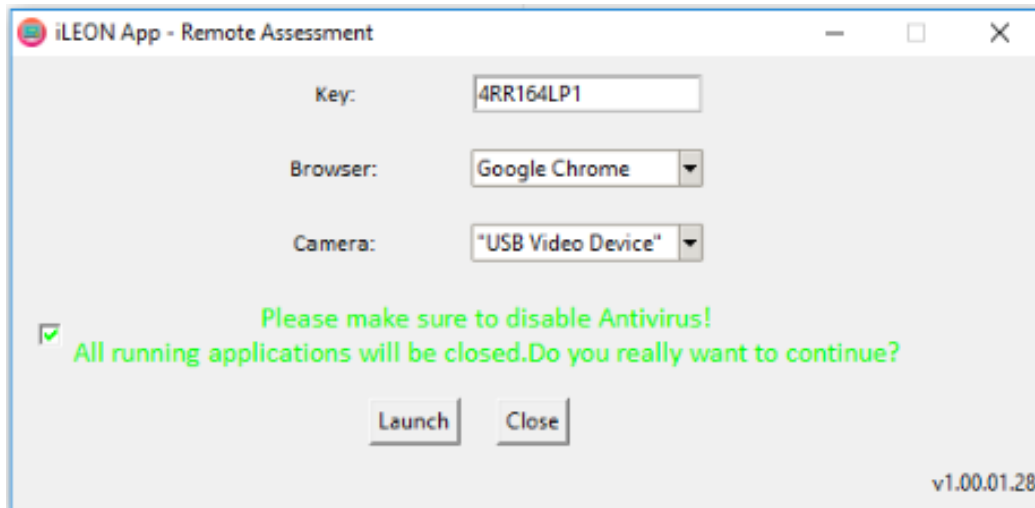 iLEON App - Remote Assessment
Key: 4RR164LP1
Browser: Google Chrome
Camera: "USB Video Device"
Please make sure to disable Antivirus!
All running applications will be closed.Do you really want to continue?
Launch Close
v1.00.01.28